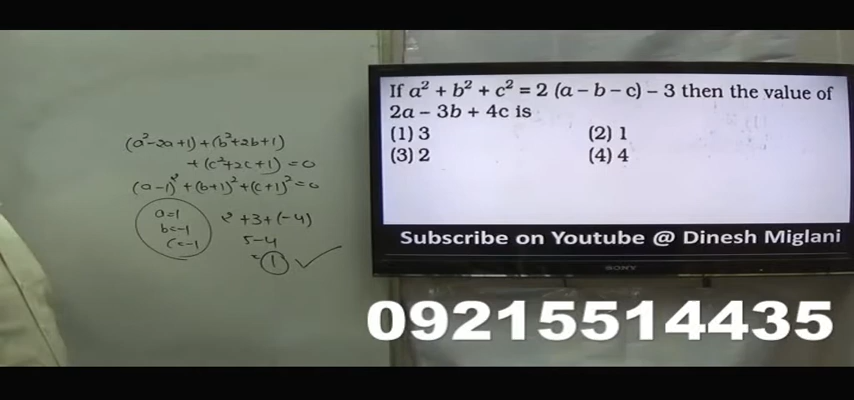 (a²-2a+1)+(b²+2b+1)
+(c²+2c+1)=0
(a-1)²+(b+1)²+(c+1)²=0
a=1
b=-1
c=-1
2+3+(-4)
5-4
=1
If a² + b² + c² = 2 (a – b – c) – 3 then the value of
2a – 3b + 4c is
(1) 3 (2) 1
(3) 2 (4) 4
Subscribe on Youtube @ Dinesh Miglani
SONY
09215514435